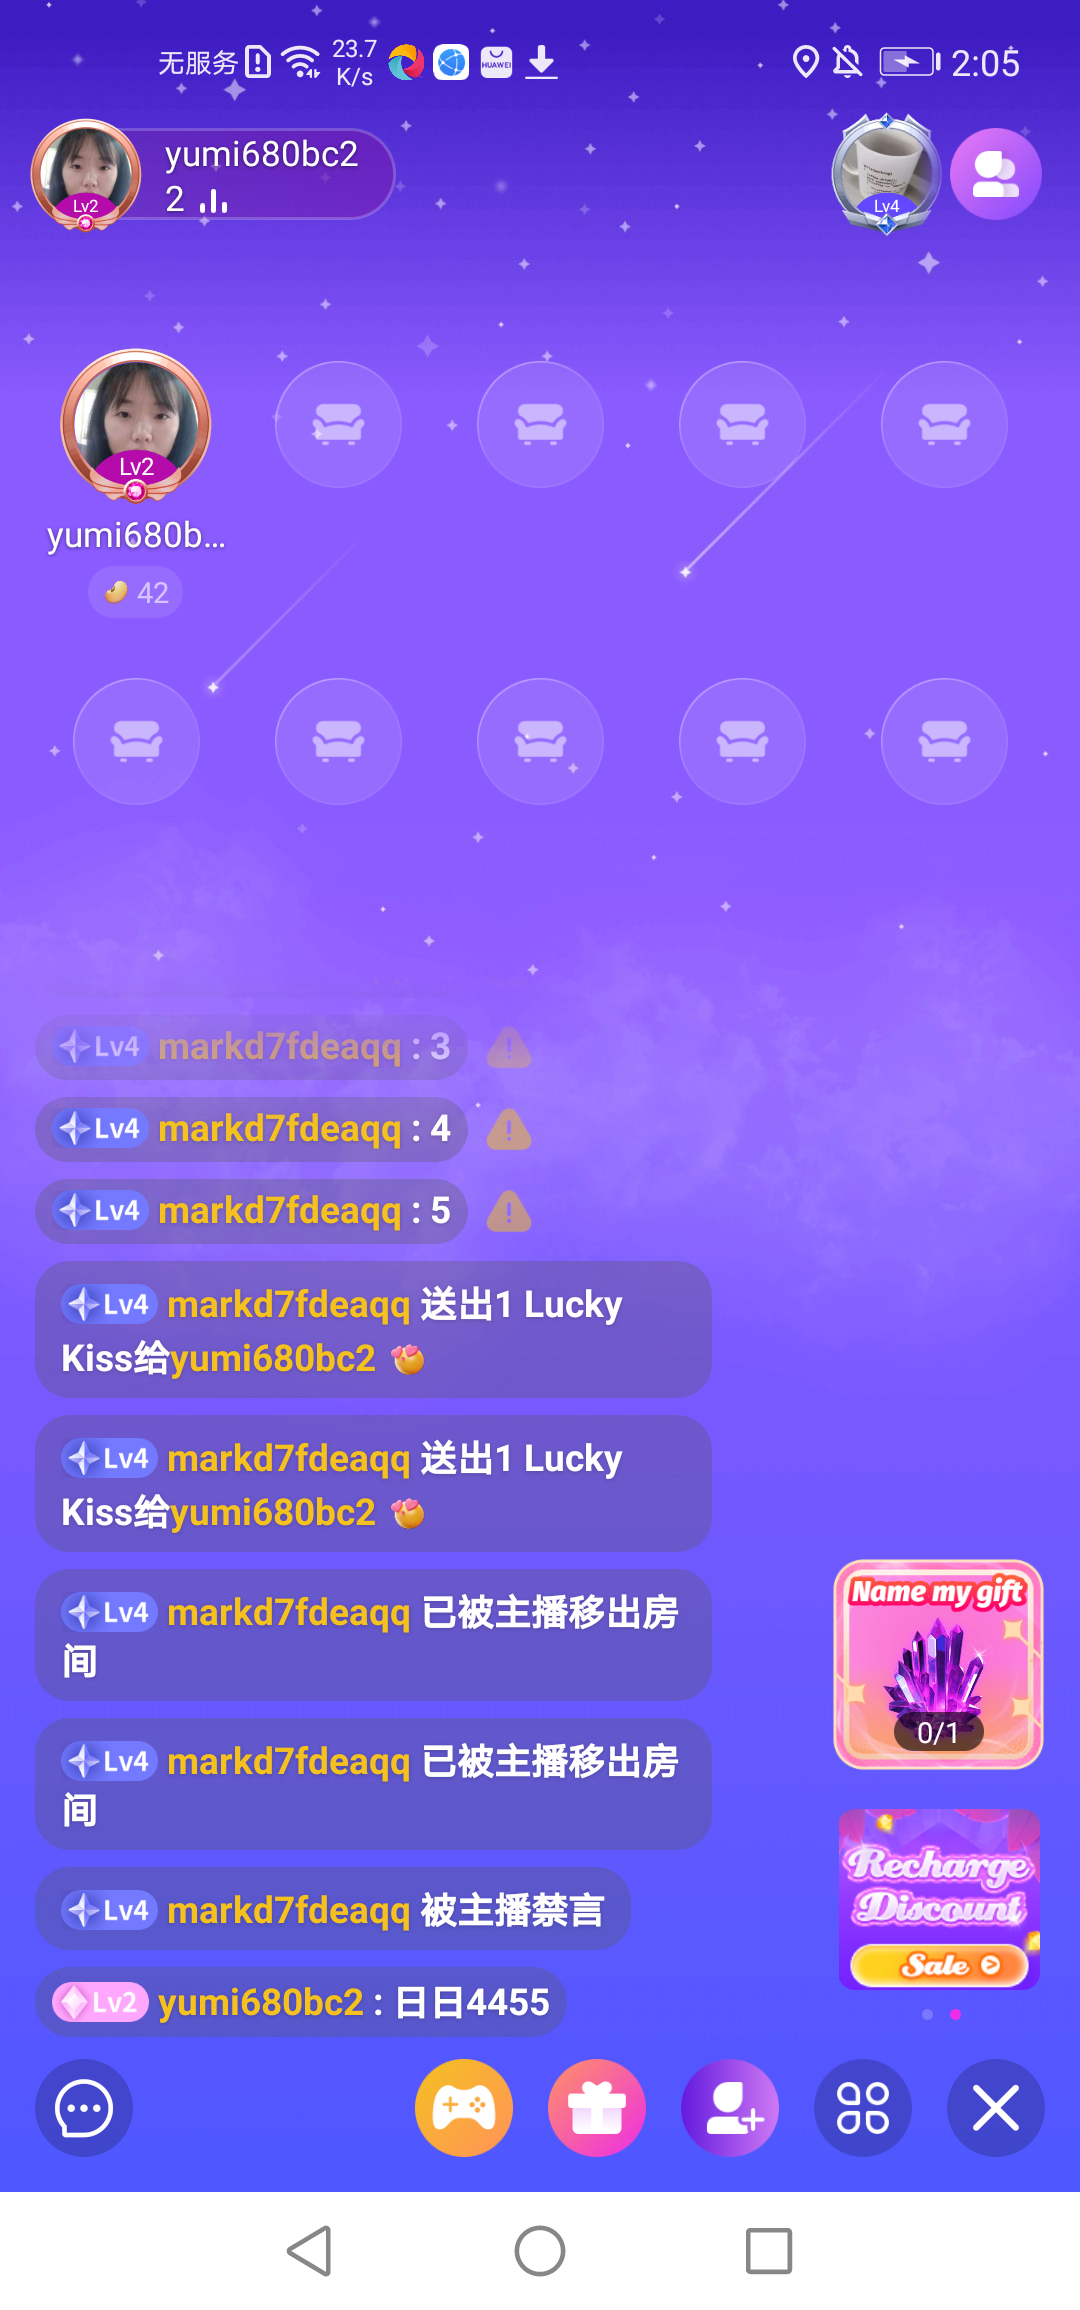 无服务 23.7 K/s HUAWEI 2:05
yumi680bc2
2
Lv2
Lv4
Lv2
yumi680b...
42
Lv4 markd7fdeaqq : 3
Lv4 markd7fdeaqq : 4
Lv4 markd7fdeaqq : 5
Lv4 markd7fdeaqq 送出1 Lucky
Kiss给yumi680bc2
Lv4 markd7fdeaqq 送出1 Lucky
Kiss给yumi680bc2
Lv4 markd7fdeaqq 已被主播移出房
间
Lv4 markd7fdeaqq 已被主播移出房
间
Lv4 markd7fdeaqq 被主播禁言
Lv2 yumi680bc2 : 日日4455
Name my gift
0/1
Recharge
Discount
Sale